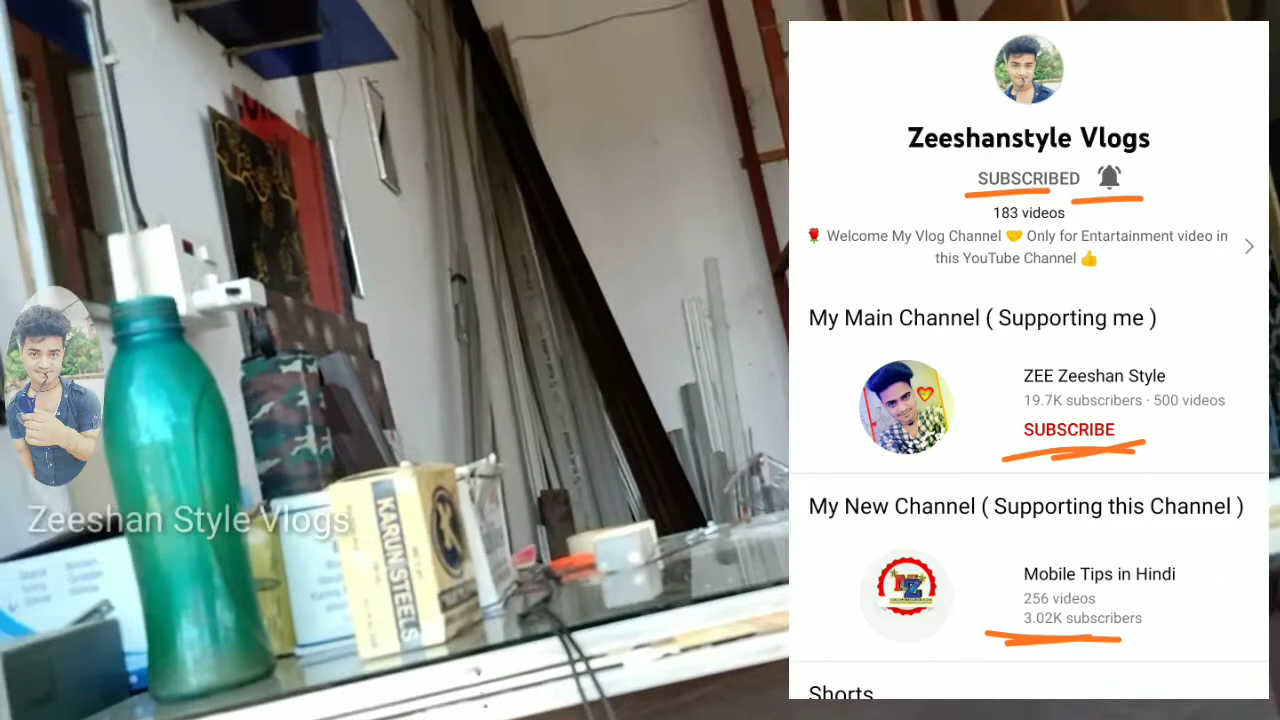 Zeeshan Style Vlogs
KARUN STEELS
Zeeshanstyle Vlogs
SUBSCRIBED
183 videos
🌹 Welcome My Vlog Channel 🤝 Only for Entartainment video in
this YouTube Channel 👍
My Main Channel ( Supporting me )
ZEE Zeeshan Style
19.7K subscribers · 500 videos
SUBSCRIBE
My New Channel ( Supporting this Channel )
NZ
Mobile Tips in Hindi
256 videos
3.02K subscribers
Shorts